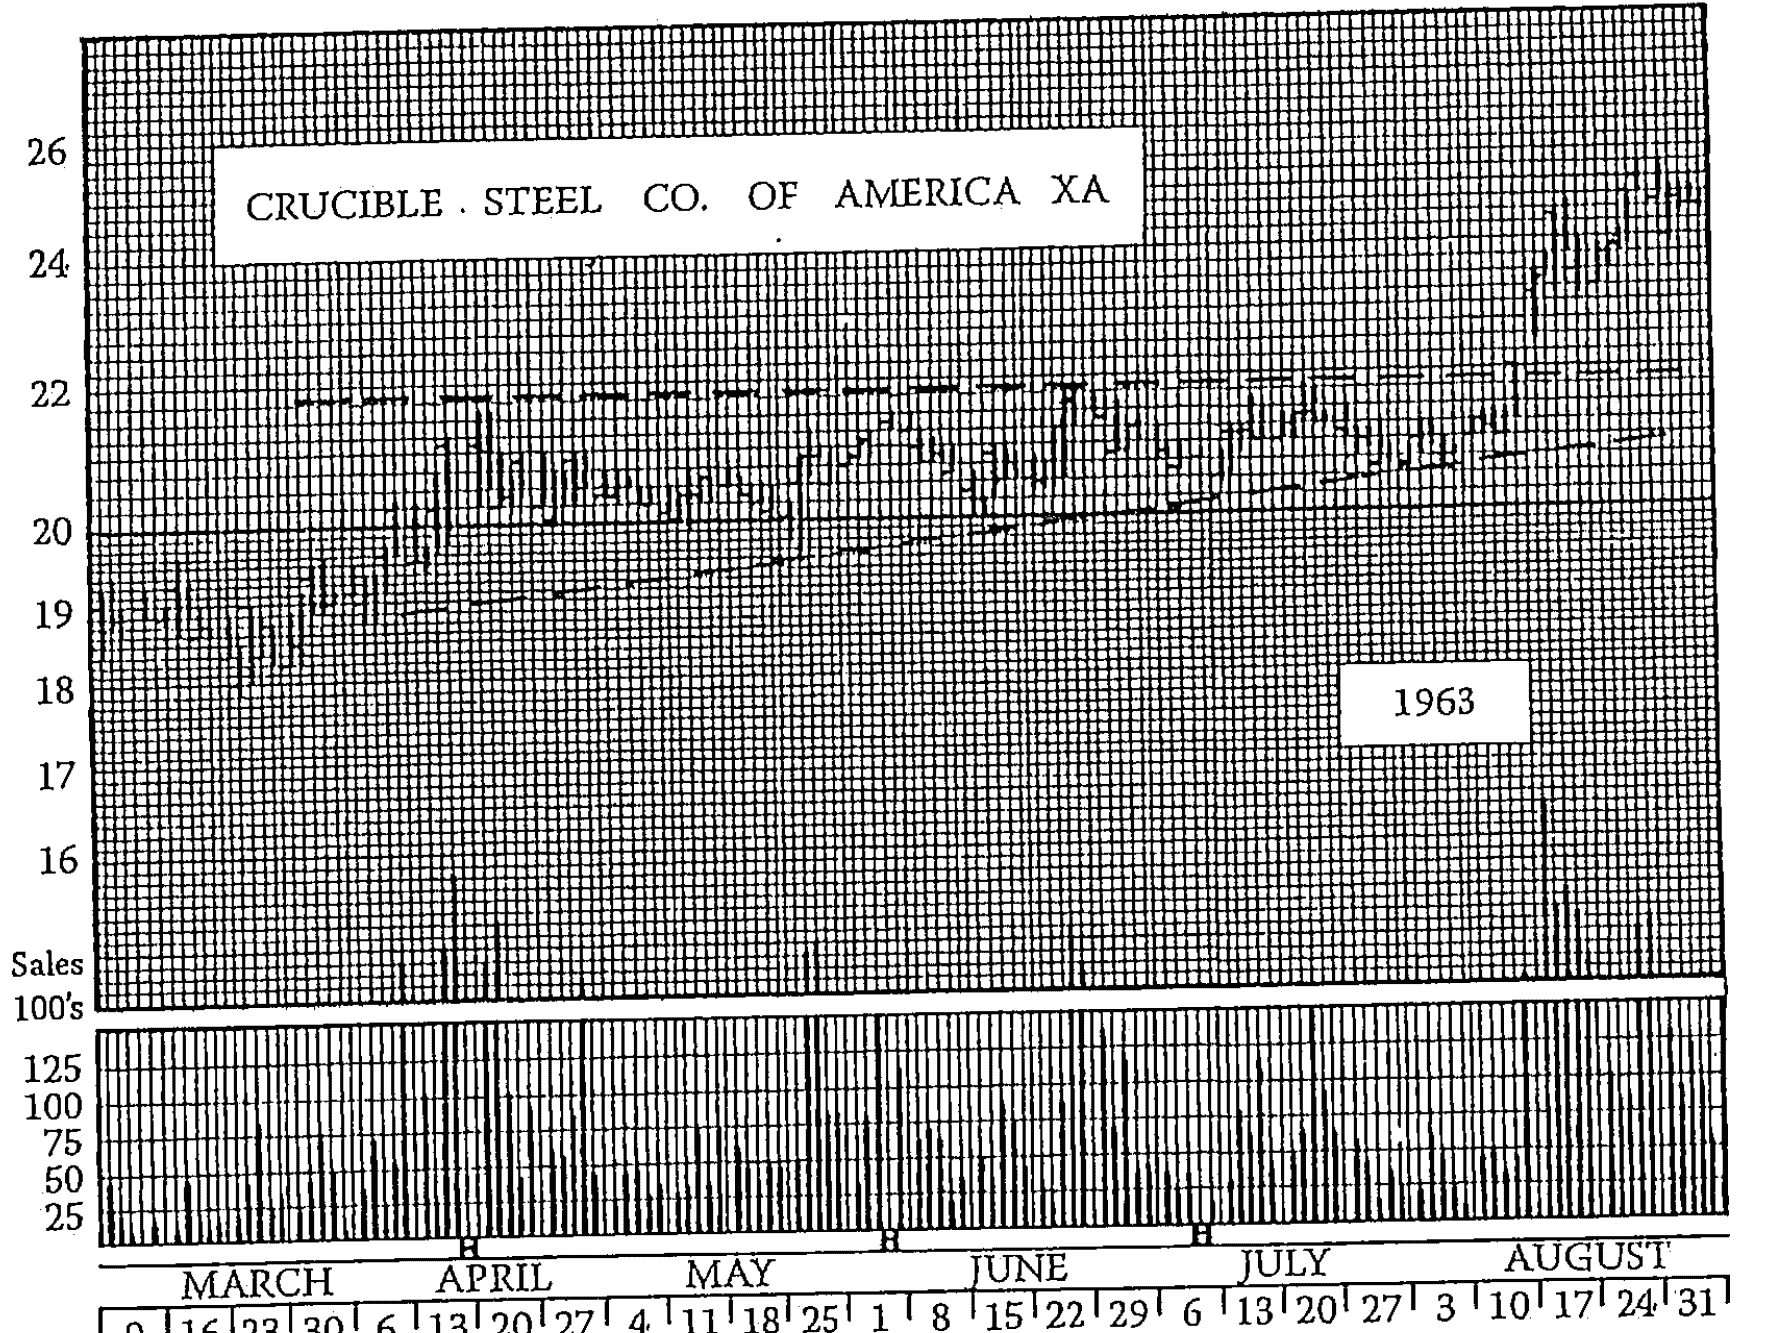 26
CRUCIBLE . STEEL CO. OF AMERICA XA
24
22
20
19
18
1963
17
16
Sales
100's
125
100
75
50
25
H H H
MARCH APRIL MAY JUNE JULY AUGUST
9 16 23 30 6 13 20 27 4 11 18 25 1 8 15 22 29 6 13 20 27 3 10 17 24 31